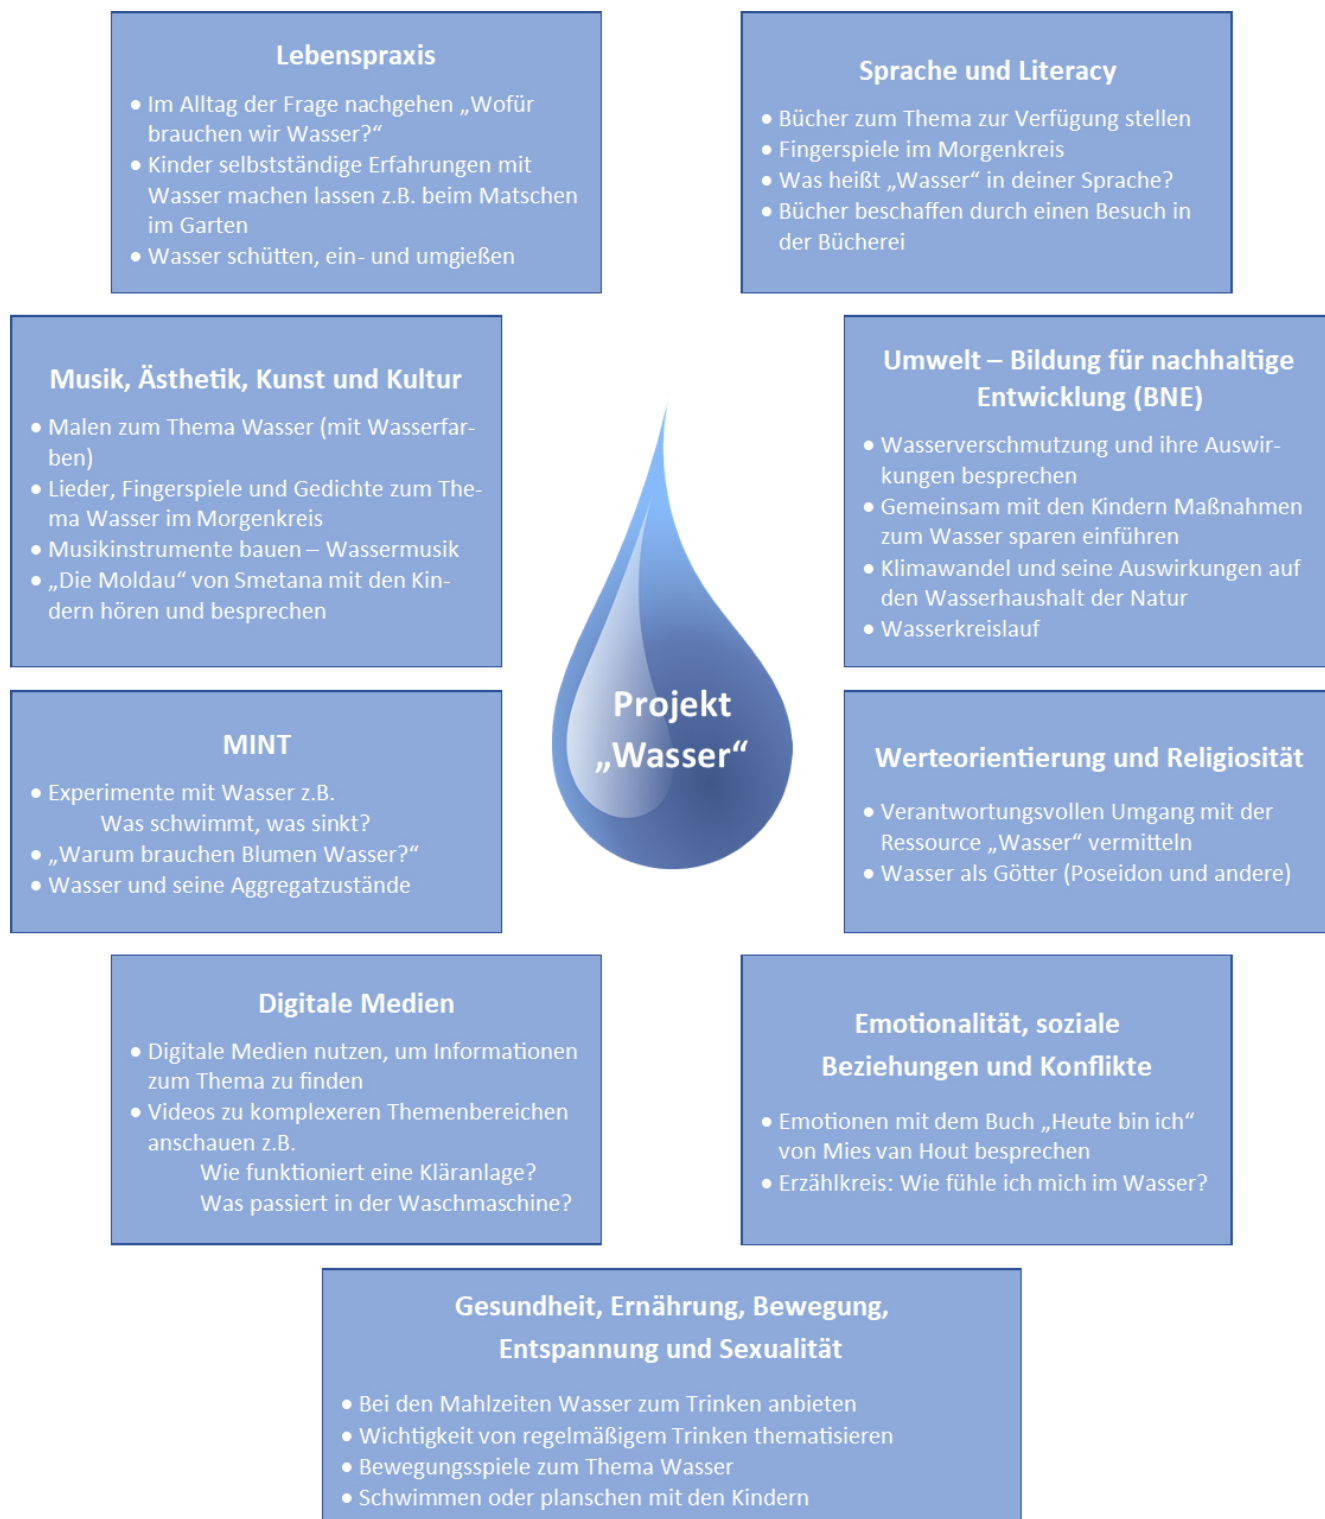 Lebenspraxis
• Im Alltag der Frage nachgehen „Wofür
brauchen wir Wasser?“
• Kinder selbstständige Erfahrungen mit
Wasser machen lassen z.B. beim Matschen
im Garten
• Wasser schütten, ein- und umgießen
Sprache und Literacy
• Bücher zum Thema zur Verfügung stellen
• Fingerspiele im Morgenkreis
• Was heißt „Wasser“ in deiner Sprache?
• Bücher beschaffen durch einen Besuch in
der Bücherei
Musik, Ästhetik, Kunst und Kultur
• Malen zum Thema Wasser (mit Wasserfar-
ben)
• Lieder, Fingerspiele und Gedichte zum The-
ma Wasser im Morgenkreis
• Musikinstrumente bauen – Wassermusik
• „Die Moldau“ von Smetana mit den Kin-
dern hören und besprechen
Umwelt – Bildung für nachhaltige
Entwicklung (BNE)
• Wasserverschmutzung und ihre Auswir-
kungen besprechen
• Gemeinsam mit den Kindern Maßnahmen
zum Wasser sparen einführen
• Klimawandel und seine Auswirkungen auf
den Wasserhaushalt der Natur
• Wasserkreislauf
Projekt
„Wasser“
MINT
• Experimente mit Wasser z.B.
Was schwimmt, was sinkt?
• „Warum brauchen Blumen Wasser?“
• Wasser und seine Aggregatzustände
Werteorientierung und Religiosität
• Verantwortungsvollen Umgang mit der
Ressource „Wasser“ vermitteln
• Wasser als Götter (Poseidon und andere)
Digitale Medien
• Digitale Medien nutzen, um Informationen
zum Thema zu finden
• Videos zu komplexeren Themenbereichen
anschauen z.B.
Wie funktioniert eine Kläranlage?
Was passiert in der Waschmaschine?
Emotionalität, soziale
Beziehungen und Konflikte
• Emotionen mit dem Buch „Heute bin ich“
von Mies van Hout besprechen
• Erzählkreis: Wie fühle ich mich im Wasser?
Gesundheit, Ernährung, Bewegung,
Entspannung und Sexualität
• Bei den Mahlzeiten Wasser zum Trinken anbieten
• Wichtigkeit von regelmäßigem Trinken thematisieren
• Bewegungsspiele zum Thema Wasser
• Schwimmen oder planschen mit den Kindern